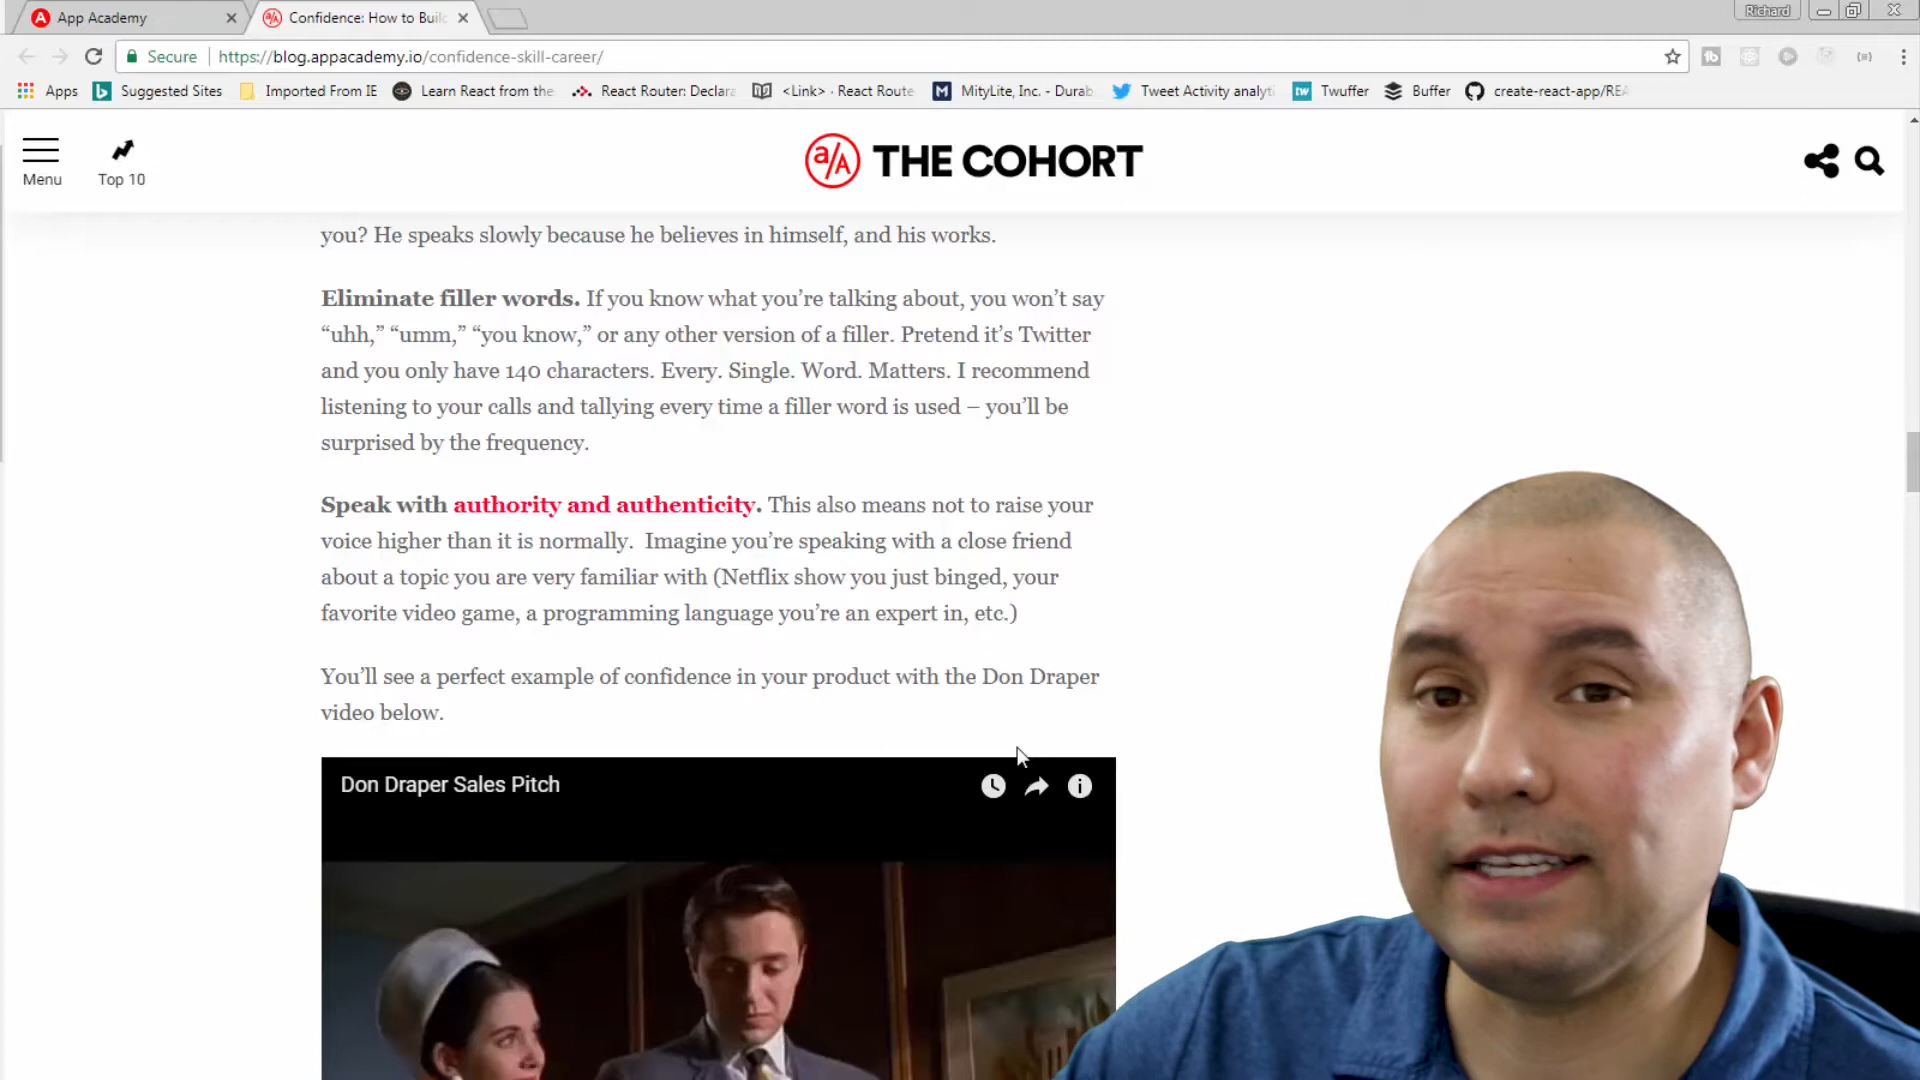 App Academy
Confidence: How to Buil
Richard
Secure
https://blog.appacademy.io/confidence-skill-career/
Apps
Suggested Sites
Imported From IE
Learn React from the
React Router: Declara
<Link> · React Route
MityLite, Inc. - Durab
Tweet Activity analyti
Twuffer
Buffer
create-react-app/REA
Menu
Top 10
a/A THE COHORT
you? He speaks slowly because he believes in himself, and his works.
Eliminate filler words. If you know what you’re talking about, you won’t say
“uhh,” “umm,” “you know,” or any other version of a filler. Pretend it’s Twitter
and you only have 140 characters. Every. Single. Word. Matters. I recommend
listening to your calls and tallying every time a filler word is used – you’ll be
surprised by the frequency.
Speak with authority and authenticity. This also means not to raise your
voice higher than it is normally. Imagine you’re speaking with a close friend
about a topic you are very familiar with (Netflix show you just binged, your
favorite video game, a programming language you’re an expert in, etc.)
You’ll see a perfect example of confidence in your product with the Don Draper
video below.
Don Draper Sales Pitch